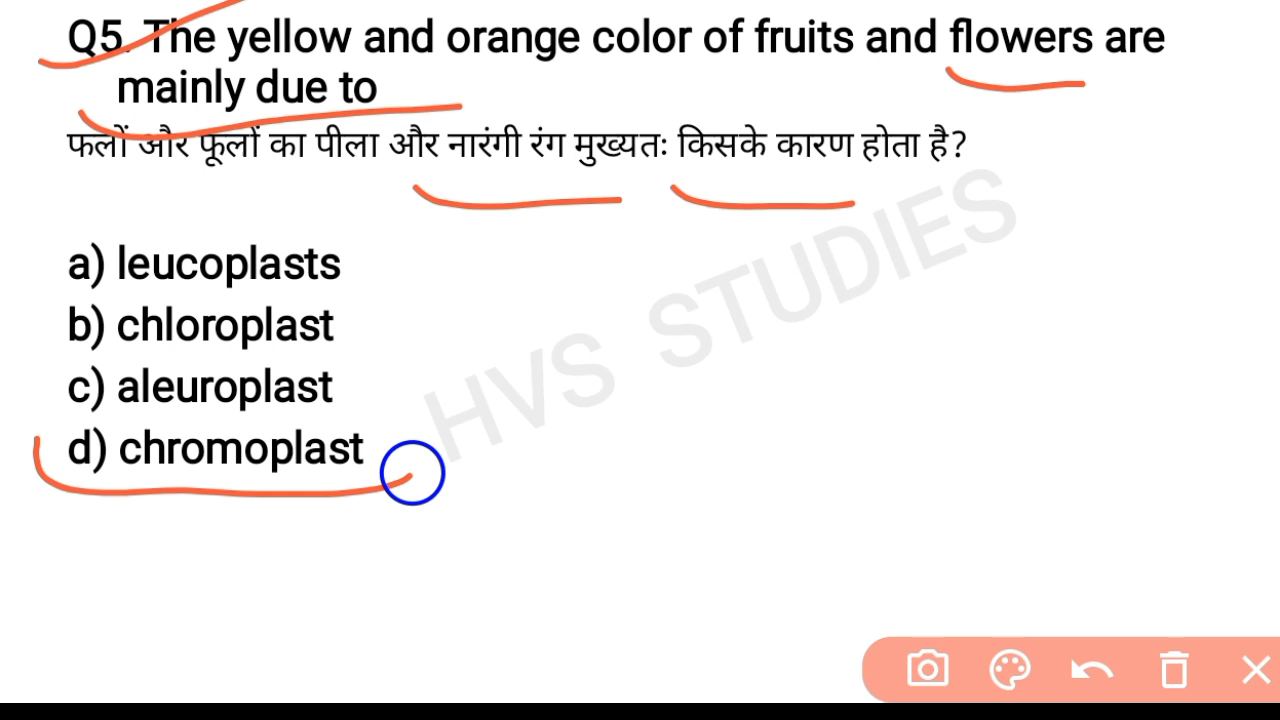 Q5. The yellow and orange color of fruits and flowers are
mainly due to
फलों और फूलों का पीला और नारंगी रंग मुख्यतः किसके कारण होता है?
HVS STUDIES
a) leucoplasts
b) chloroplast
c) aleuroplast
d) chromoplast